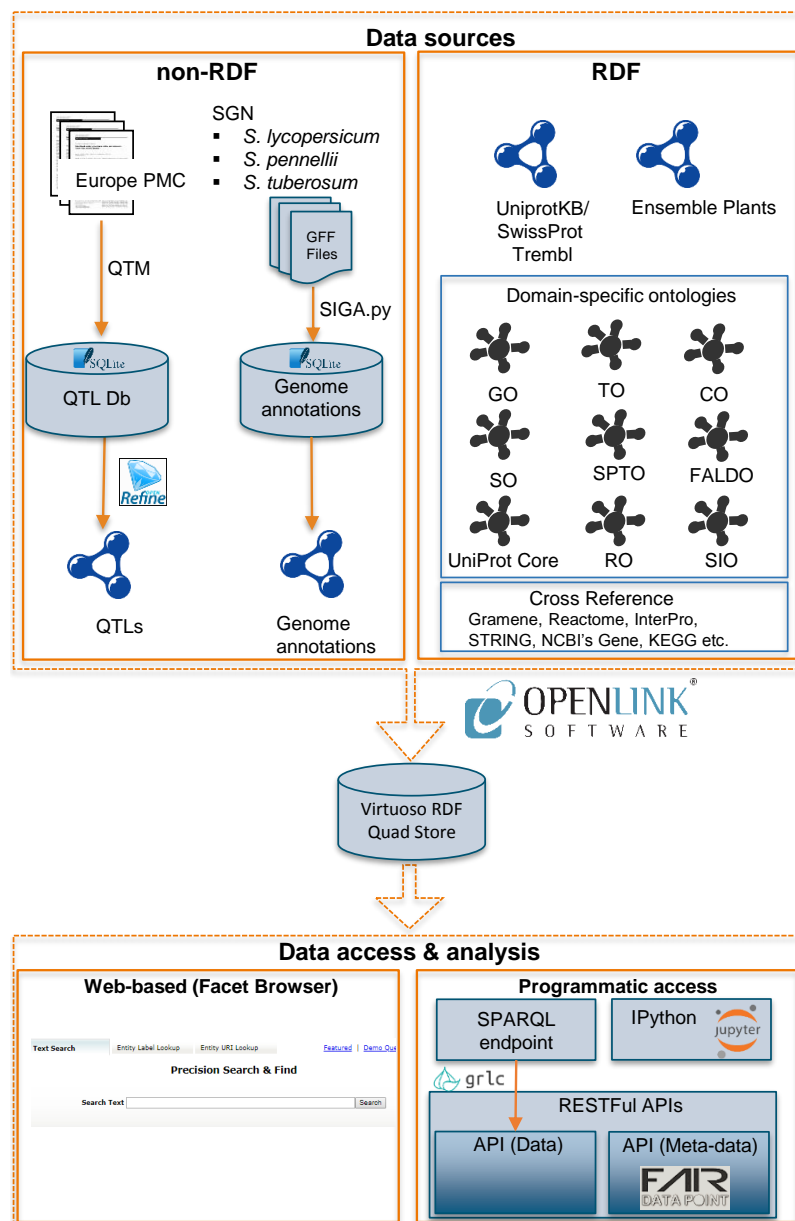 Data sources
non-RDF
Europe PMC
SGN
▪ S. lycopersicum
▪ S. pennellii
▪ S. tuberosum
GFF
Files
QTM
SIGA.py
SQLite
QTL Db
SQLite
Genome
annotations
Refine
QTLs
Genome
annotations
RDF
UniprotKB/
SwissProt
Trembl
Ensemble Plants
Domain-specific ontologies
GO
TO
CO
SO
SPTO
FALDO
UniProt Core
RO
SIO
Cross Reference
Gramene, Reactome, InterPro,
STRING, NCBI's Gene, KEGG etc.
OPENLINK®
SOFTWARE
Virtuoso RDF
Quad Store
Data access & analysis
Web-based (Facet Browser)
Text Search
Entity Label Lookup
Entity URI Lookup
Featured | Demo Que
Precision Search & Find
Search Text
Search
Programmatic access
SPARQL
endpoint
IPython
jupyter
grlc
RESTFul APIs
API (Data)
API (Meta-data)
FAIR
DATA POINT